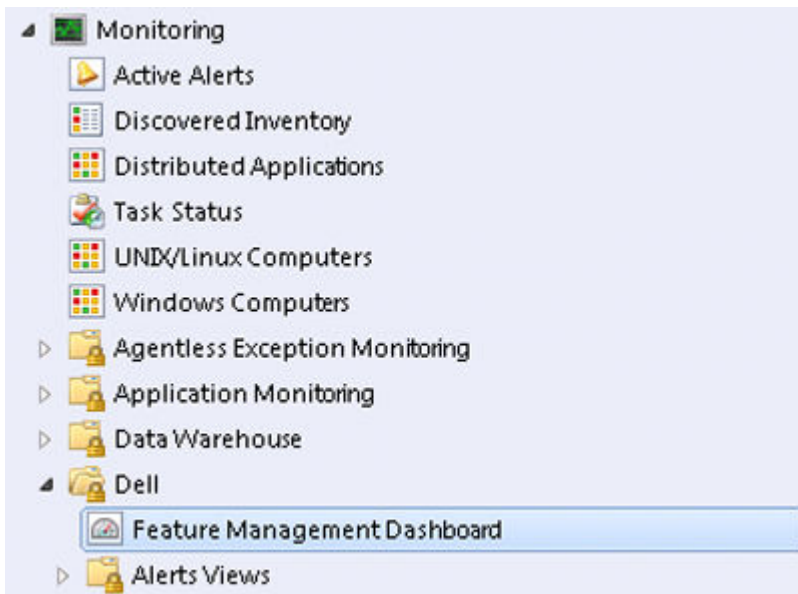 Monitoring
Active Alerts
Discovered Inventory
Distributed Applications
Task Status
UNIX/Linux Computers
Windows Computers
Agentless Exception Monitoring
Application Monitoring
Data Warehouse
Dell
Feature Management Dashboard
Alerts Views